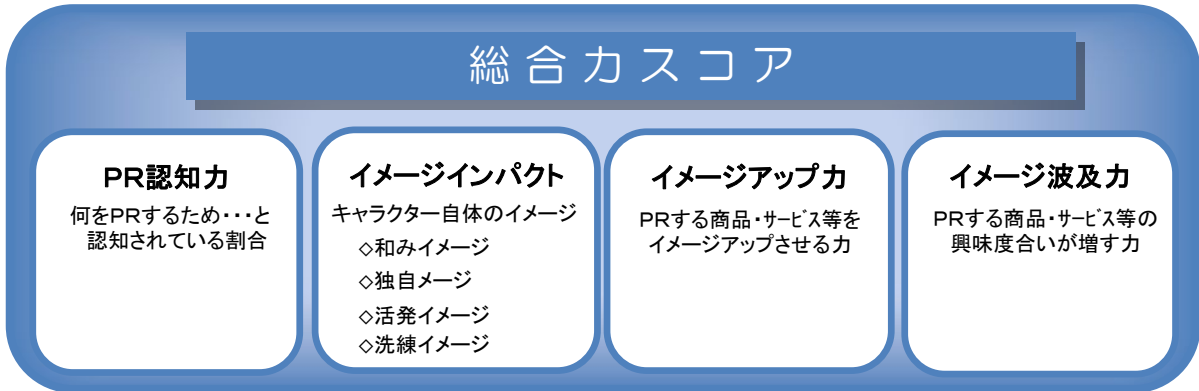 総合力スコア
PR認知力
何をPRするため・・・と
認知されている割合
イメージインパクト
キャラクター自体のイメージ
◇和みイメージ
◇独自メージ
◇活発イメージ
◇洗練イメージ
イメージアップ力
PRする商品・サービス等を
イメージアップさせる力
イメージ波及力
PRする商品・サービス等の
興味度合いが増す力